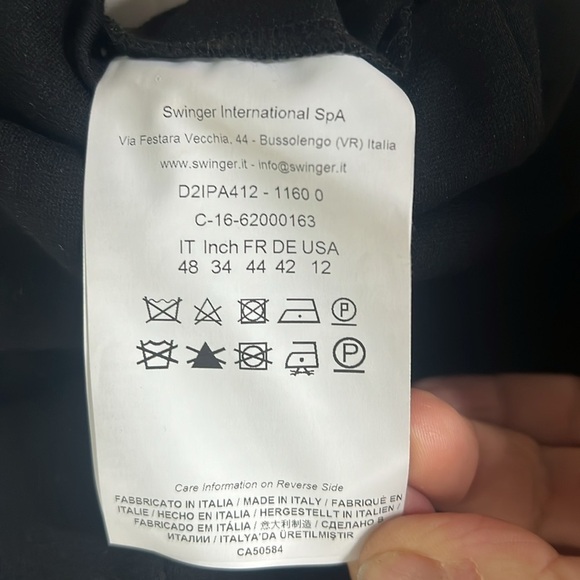 Swinger International SpA
Via Festara Vecchia, 44 - Bussolengo (VR) Italia
www.swinger.it - info@swinger.it
D2IPA412 - 1160 0
C-16-62000163
IT Inch FR DE USA
48 34 44 42 12
P
P
Care Information on Reverse Side
FABBRICATO IN ITALIA / MADE IN ITALY / FABRIQUÉ EN
ITALIE / HECHO EN ITALIA / HERGESTELLT IN ITALIEN /
FABRICADO EM ITÁLIA / 意大利制造 / СДЕЛАНО В
ИТАЛИИ / ITALYA'DA ÜRETILMIŞTIR
CA50584